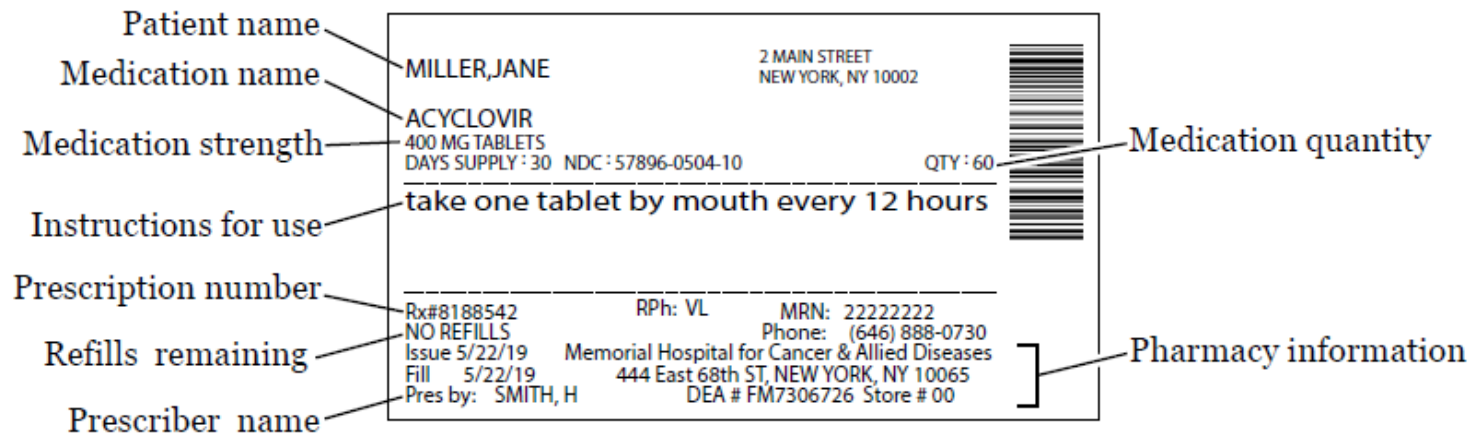 Patient name
MILLER,JANE 2 MAIN STREET
NEW YORK, NY 10002
Medication name
ACYCLOVIR
Medication strength 400 MG TABLETS
DAYS SUPPLY : 30 NDC : 57896-0504-10 QTY : 60 Medication quantity
Instructions for use take one tablet by mouth every 12 hours
Prescription number Rx#8188542 RPh: VL MRN: 22222222
NO REFILLS Phone: (646) 888-0730
Refills remaining Issue 5/22/19 Memorial Hospital for Cancer & Allied Diseases Pharmacy information
Fill 5/22/19 444 East 68th ST, NEW YORK, NY 10065
Prescriber name Pres by: SMITH, H DEA # FM7306726 Store # 00